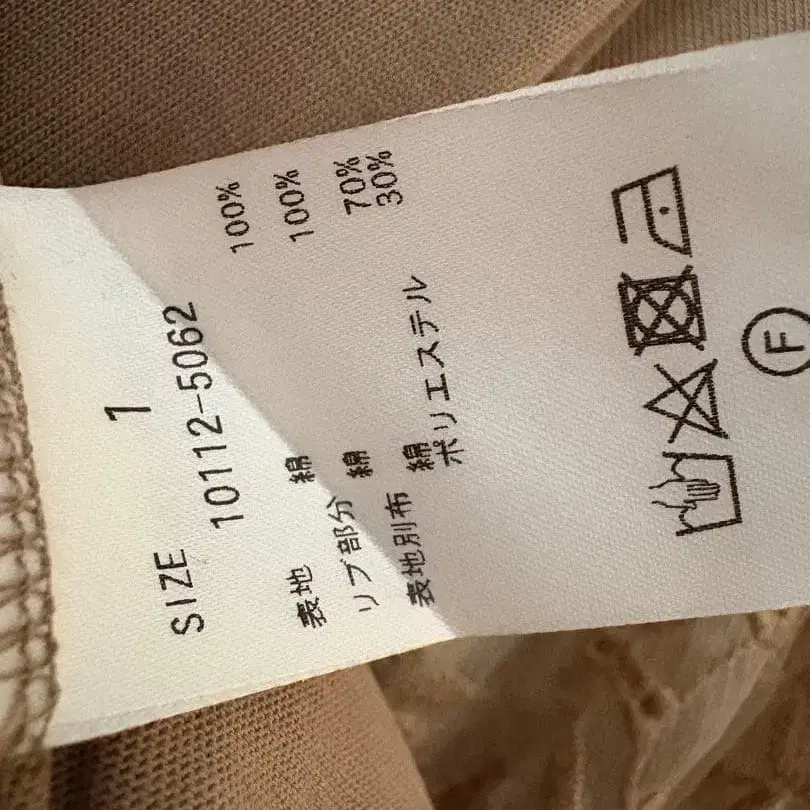 SIZE 1
10112-5062
表地 綿 100%
リブ部分 綿 100%
表地別布 綿 70%
ポリエステル 30%
F